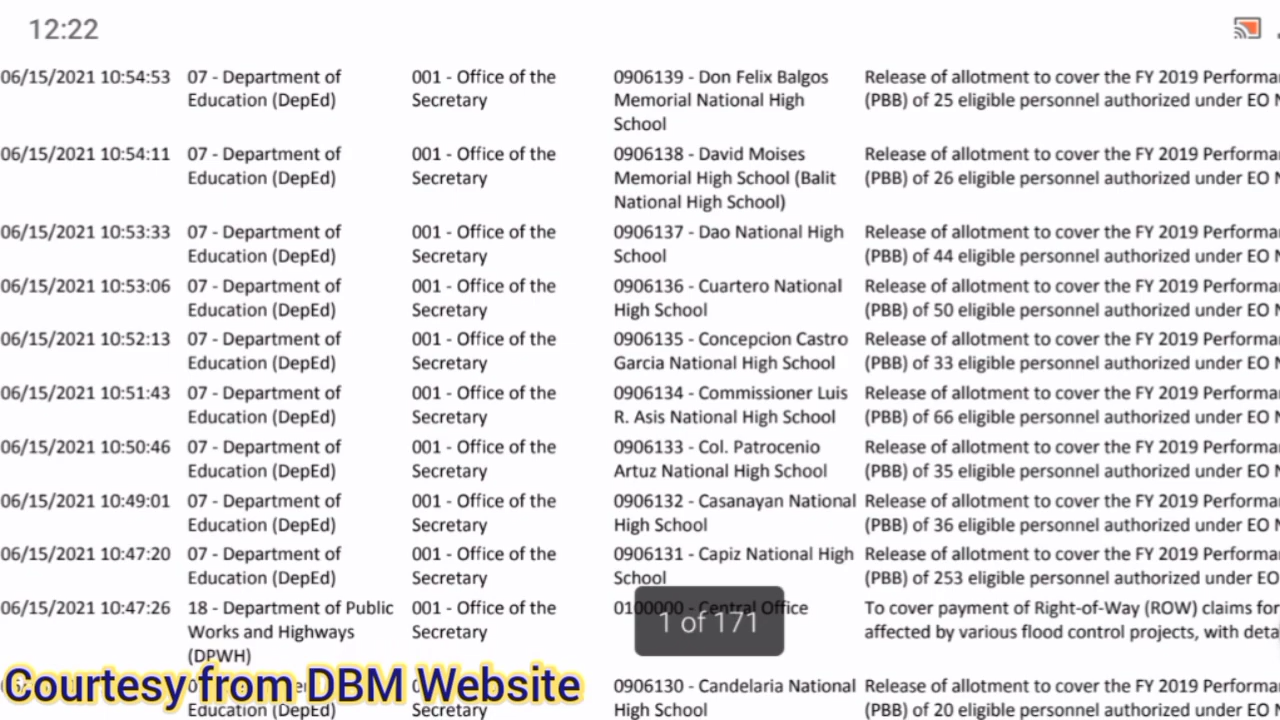 12:22
06/15/2021 10:54:53 07 - Department of 001 - Office of the 0906139 - Don Felix Balgos Release of allotment to cover the FY 2019 Performa
Education (DepEd) Secretary Memorial National High (PBB) of 25 eligible personnel authorized under EO N
School
06/15/2021 10:54:11 07 - Department of 001 - Office of the 0906138 - David Moises Release of allotment to cover the FY 2019 Performa
Education (DepEd) Secretary Memorial High School (Balit (PBB) of 26 eligible personnel authorized under EO N
National High School)
06/15/2021 10:53:33 07 - Department of 001 - Office of the 0906137 - Dao National High Release of allotment to cover the FY 2019 Performa
Education (DepEd) Secretary School (PBB) of 44 eligible personnel authorized under EO N
06/15/2021 10:53:06 07 - Department of 001 - Office of the 0906136 - Cuartero National Release of allotment to cover the FY 2019 Performa
Education (DepEd) Secretary High School (PBB) of 50 eligible personnel authorized under EO N
06/15/2021 10:52:13 07 - Department of 001 - Office of the 0906135 - Concepcion Castro Release of allotment to cover the FY 2019 Performa
Education (DepEd) Secretary Garcia National High School (PBB) of 33 eligible personnel authorized under EO N
06/15/2021 10:51:43 07 - Department of 001 - Office of the 0906134 - Commissioner Luis Release of allotment to cover the FY 2019 Performa
Education (DepEd) Secretary R. Asis National High School (PBB) of 66 eligible personnel authorized under EO N
06/15/2021 10:50:46 07 - Department of 001 - Office of the 0906133 - Col. Patrocenio Release of allotment to cover the FY 2019 Performa
Education (DepEd) Secretary Artuz National High School (PBB) of 35 eligible personnel authorized under EO N
06/15/2021 10:49:01 07 - Department of 001 - Office of the 0906132 - Casanayan National Release of allotment to cover the FY 2019 Performa
Education (DepEd) Secretary High School (PBB) of 36 eligible personnel authorized under EO N
06/15/2021 10:47:20 07 - Department of 001 - Office of the 0906131 - Capiz National High Release of allotment to cover the FY 2019 Performa
Education (DepEd) Secretary School (PBB) of 253 eligible personnel authorized under EO
06/15/2021 10:47:26 18 - Department of Public 001 - Office of the 0100000 - Central Office To cover payment of Right-of-Way (ROW) claims for
Works and Highways Secretary affected by various flood control projects, with deta
(DPWH)
1 of 171
Courtesy from DBM Website
0906130 - Candelaria National Release of allotment to cover the FY 2019 Performa
Education (DepEd) Secretary High School (PBB) of 20 eligible personnel authorized under EO N